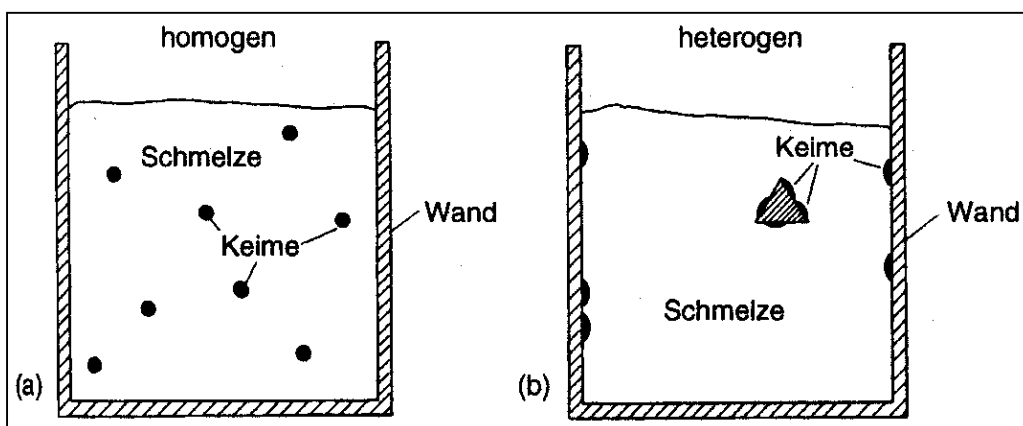 homogen
Schmelze
Keime
Wand
(a)
heterogen
Keime
Wand
Schmelze
(b)